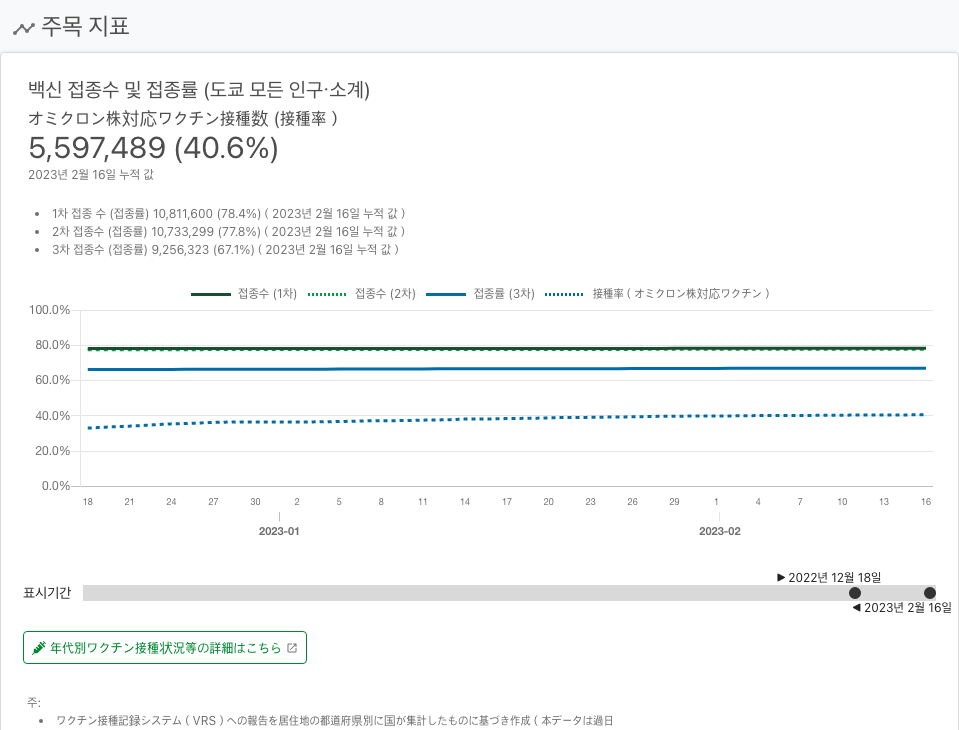 주목 지표
백신 접종수 및 접종률 (도쿄 모든 인구·소계)
オミクロン株対応ワクチン接種数 (接種率 )
5,597,489 (40.6%)
2023년 2월 16일 누적 값
• 1차 접종 수 (접종률) 10,811,600 (78.4%) ( 2023년 2월 16일 누적 값 )
• 2차 접종수 (접종률) 10,733,299 (77.8%) ( 2023년 2월 16일 누적 값 )
• 3차 접종수 (접종률) 9,256,323 (67.1%) ( 2023년 2월 16일 누적 값 )
접종수 (1차) 접종수 (2차) 접종률 (3차) 接種率 ( オミクロン株対応ワクチン )
100.0%
80.0%
60.0%
40.0%
20.0%
0.0%
18 21 24 27 30 2 5 8 11 14 17 20 23 26 29 1 4 7 10 13 16
2023-01 2023-02
▶ 2022년 12월 18일
표시기간
◀ 2023년 2월 16일
年代別ワクチン接種状況等の詳細はこちら
주:
• ワクチン接種記録システム ( VRS ) への報告を居住地の都道府県別に国が集計したものに基づき作成 ( 本データは過日